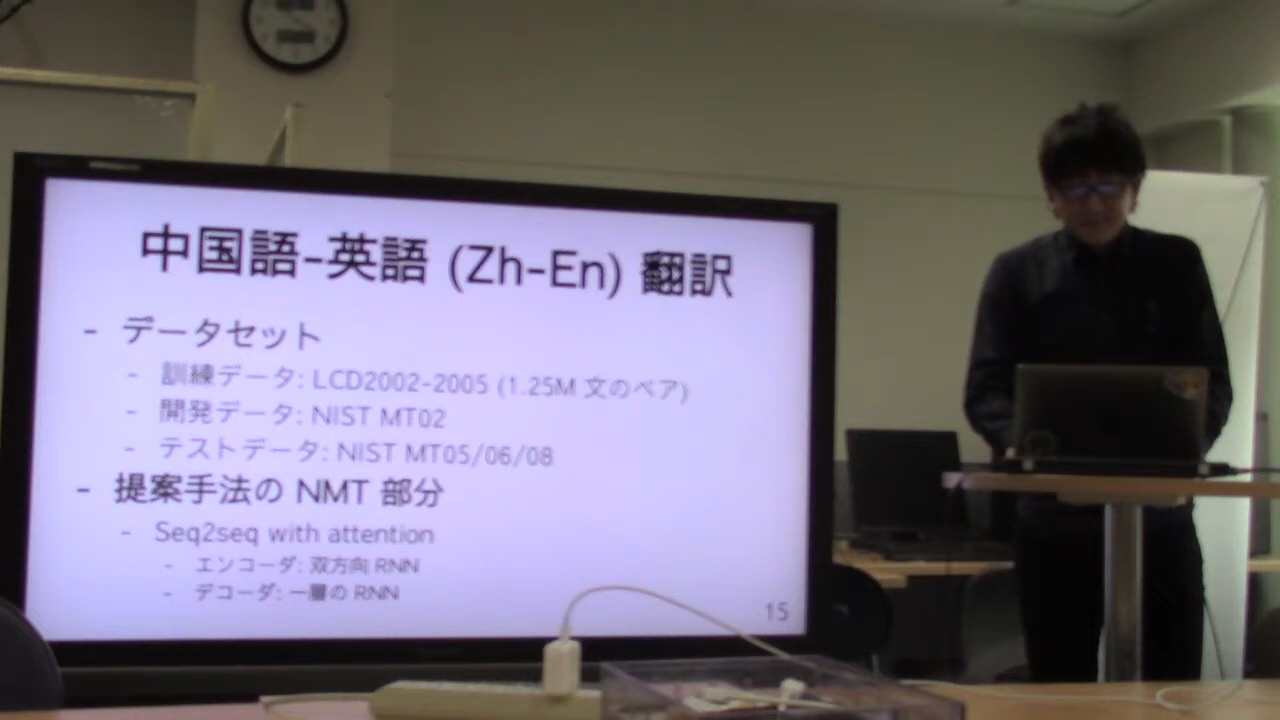 中国語-英語 (Zh-En) 翻訳
- データセット
- 訓練データ: LCD2002-2005 (1.25M 文のペア)
- 開発データ: NIST MT02
- テストデータ: NIST MT05/06/08
- 提案手法の NMT 部分
- Seq2seq with attention
- エンコーダ: 双方向 RNN
- デコーダ: 一層の RNN
15